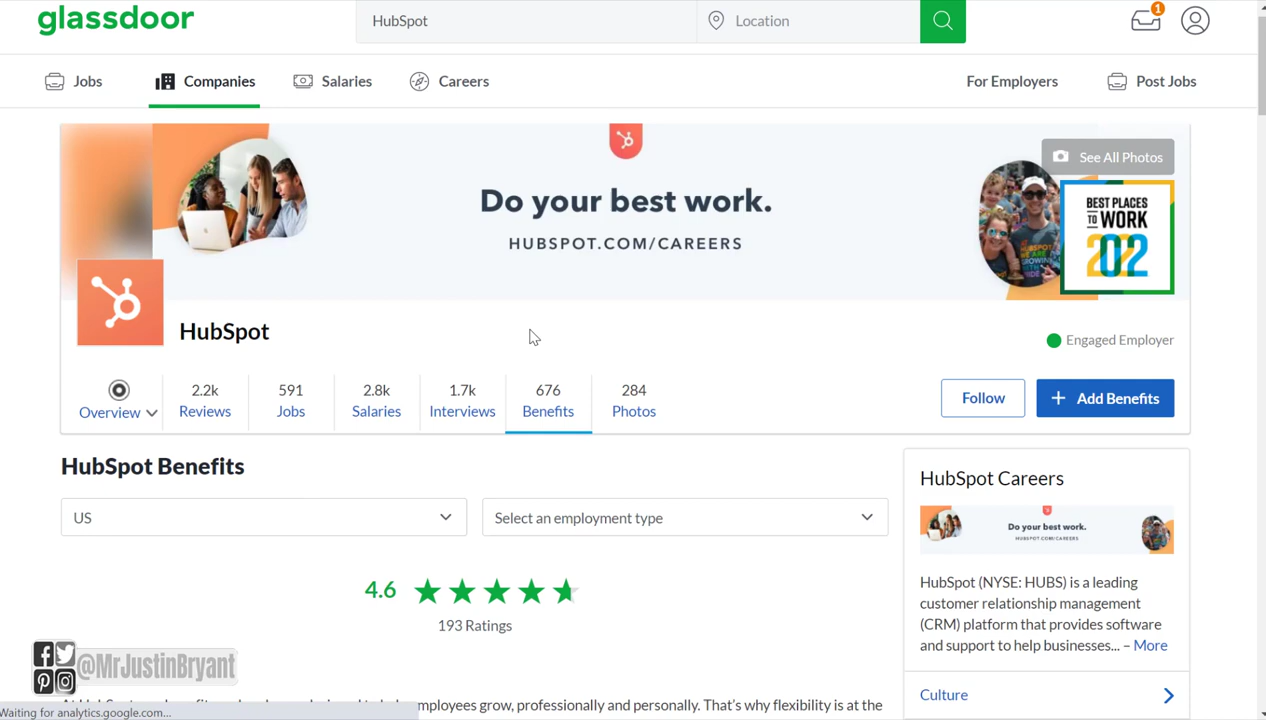 glassdoor
HubSpot
Location
1
Jobs
Companies
Salaries
Careers
For Employers
Post Jobs
See All Photos
Do your best work.
HUBSPOT.COM/CAREERS
BEST PLACES
TO WORK
2022
HubSpot
Engaged Employer
Overview
2.2k
Reviews
591
Jobs
2.8k
Salaries
1.7k
Interviews
676
Benefits
284
Photos
Follow
+ Add Benefits
HubSpot Benefits
US
Select an employment type
4.6
193 Ratings
HubSpot Careers
Do your best work.
HUBSPOT.COM/CAREERS
HubSpot (NYSE: HUBS) is a leading
customer relationship management
(CRM) platform that provides software
and support to help businesses... – More
Culture
@MrJustinBryant
employees grow, professionally and personally. That's why flexibility is at the
Waiting for analytics.google.com...